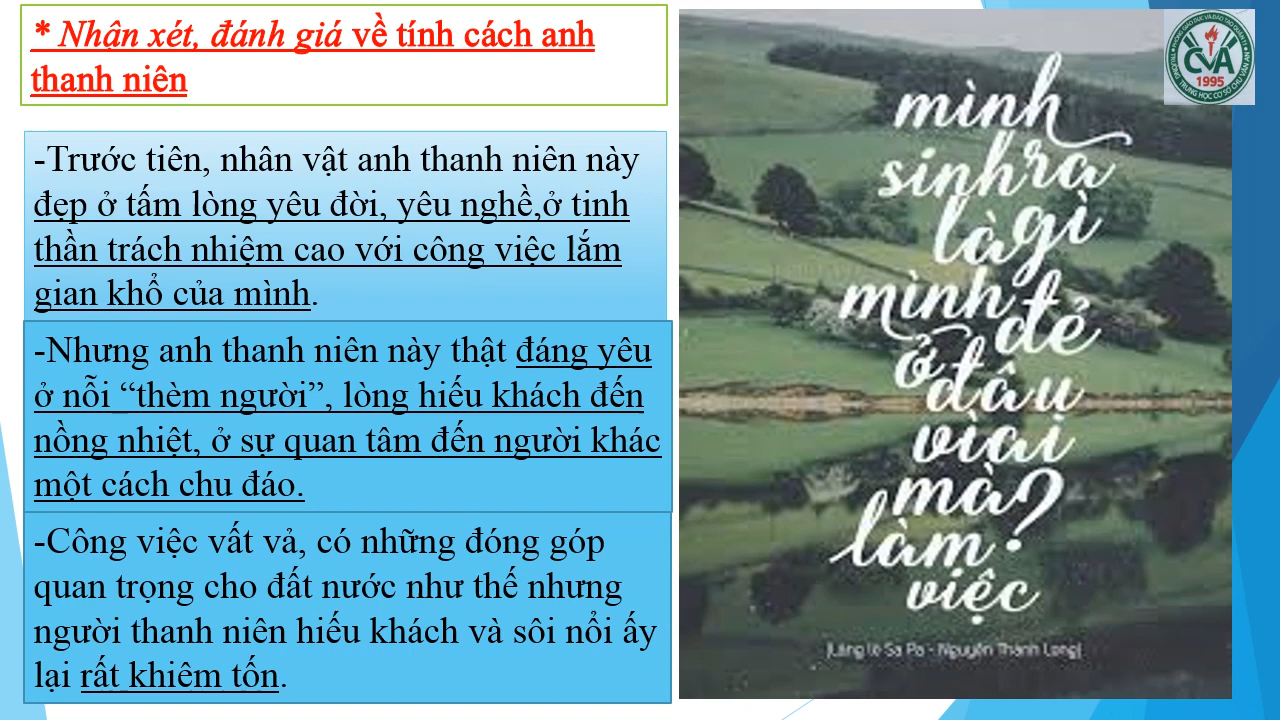 * Nhận xét, đánh giá về tính cách anh
thanh niên
-Trước tiên, nhân vật anh thanh niên này
đẹp ở tấm lòng yêu đời, yêu nghề,ở tinh
thần trách nhiệm cao với công việc lắm
gian khổ của mình.
-Nhưng anh thanh niên này thật đáng yêu
ở nỗi “thèm người”, lòng hiếu khách đến
nồng nhiệt, ở sự quan tâm đến người khác
một cách chu đáo.
-Công việc vất vả, có những đóng góp
quan trọng cho đất nước như thế nhưng
người thanh niên hiếu khách và sôi nổi ấy
lại rất khiêm tốn.
mình
sinh ra
là gì
mình đẻ
ở đâu
vì ai
mà
làm?
việc
[Lặng lẽ Sa Pa - Nguyễn Thành Long]
CVA
1995